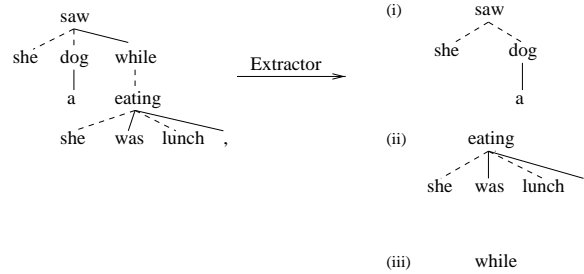 saw
she dog while
a eating
she was lunch ,
Extractor
(i) saw
she dog
a
(ii) eating
she was lunch
(iii) while